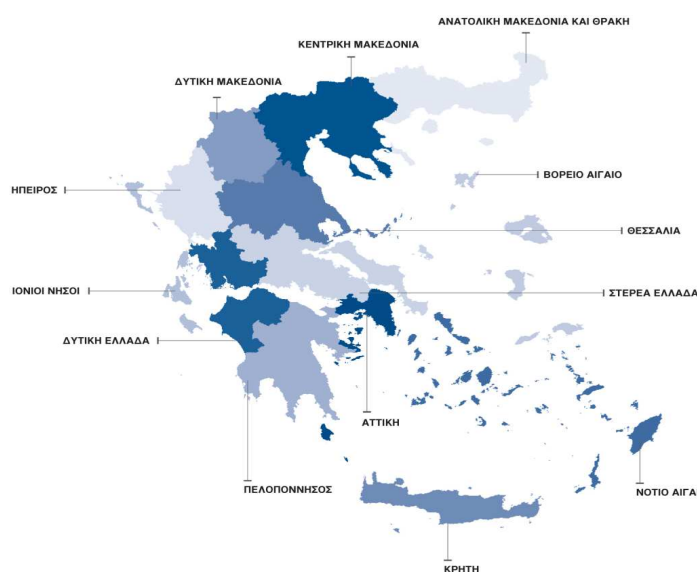 ΑΝΑΤΟΛΙΚΗ ΜΑΚΕΔΟΝΙΑ ΚΑΙ ΘΡΑΚΗ
ΚΕΝΤΡΙΚΗ ΜΑΚΕΔΟΝΙΑ
ΔΥΤΙΚΗ ΜΑΚΕΔΟΝΙΑ
ΒΟΡΕΙΟ ΑΙΓΑΙΟ
ΗΠΕΙΡΟΣ
ΘΕΣΣΑΛΙΑ
ΙΟΝΙΟΙ ΝΗΣΟΙ
ΣΤΕΡΕΑ ΕΛΛΑΔΑ
ΔΥΤΙΚΗ ΕΛΛΑΔΑ
ΑΤΤΙΚΗ
ΠΕΛΟΠΟΝΝΗΣΟΣ
ΝΟΤΙΟ ΑΙΓΑΙ
ΚΡΗΤΗ